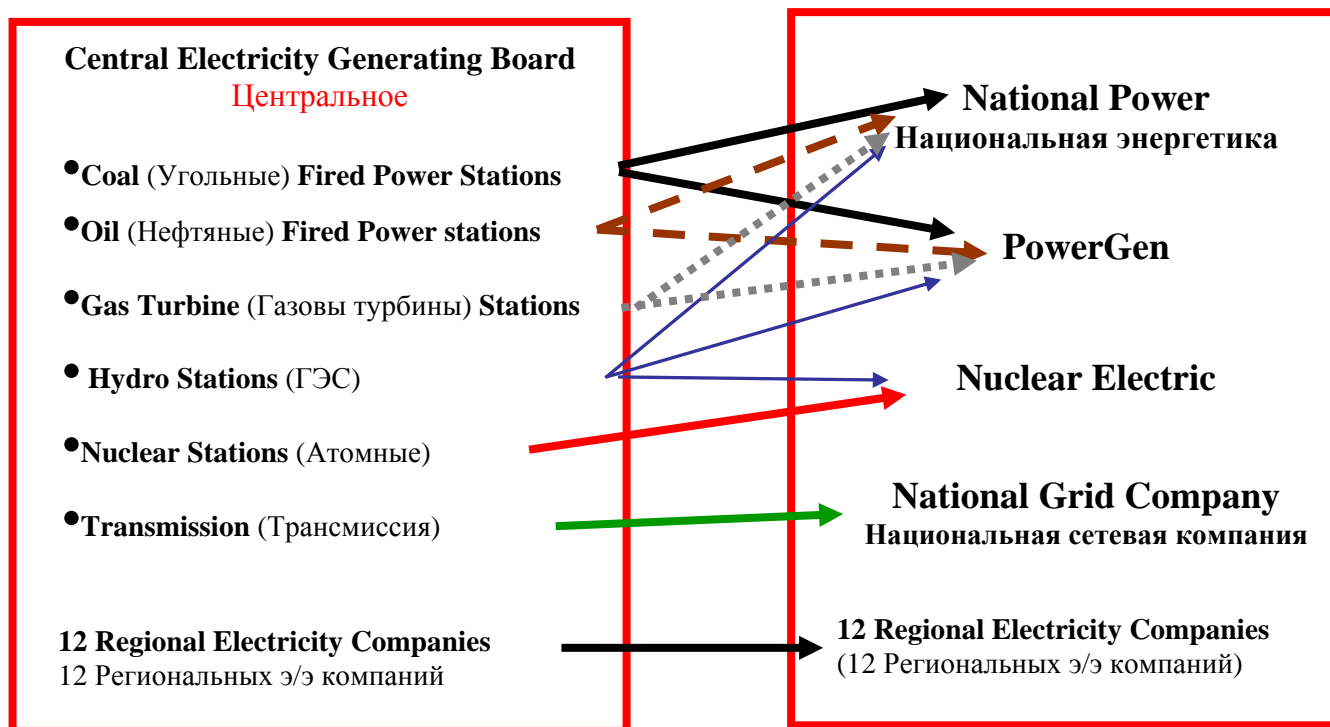 Central Electricity Generating Board
Центральное
•Coal (Угольные) Fired Power Stations
•Oil (Нефтяные) Fired Power stations
•Gas Turbine (Газовы турбины) Stations
• Hydro Stations (ГЭС)
•Nuclear Stations (Атомные)
•Transmission (Трансмиссия)
12 Regional Electricity Companies
12 Региональных э/э компаний
National Power
Национальная энергетика
PowerGen
Nuclear Electric
National Grid Company
Национальная сетевая компания
12 Regional Electricity Companies
(12 Региональных э/э компаний)